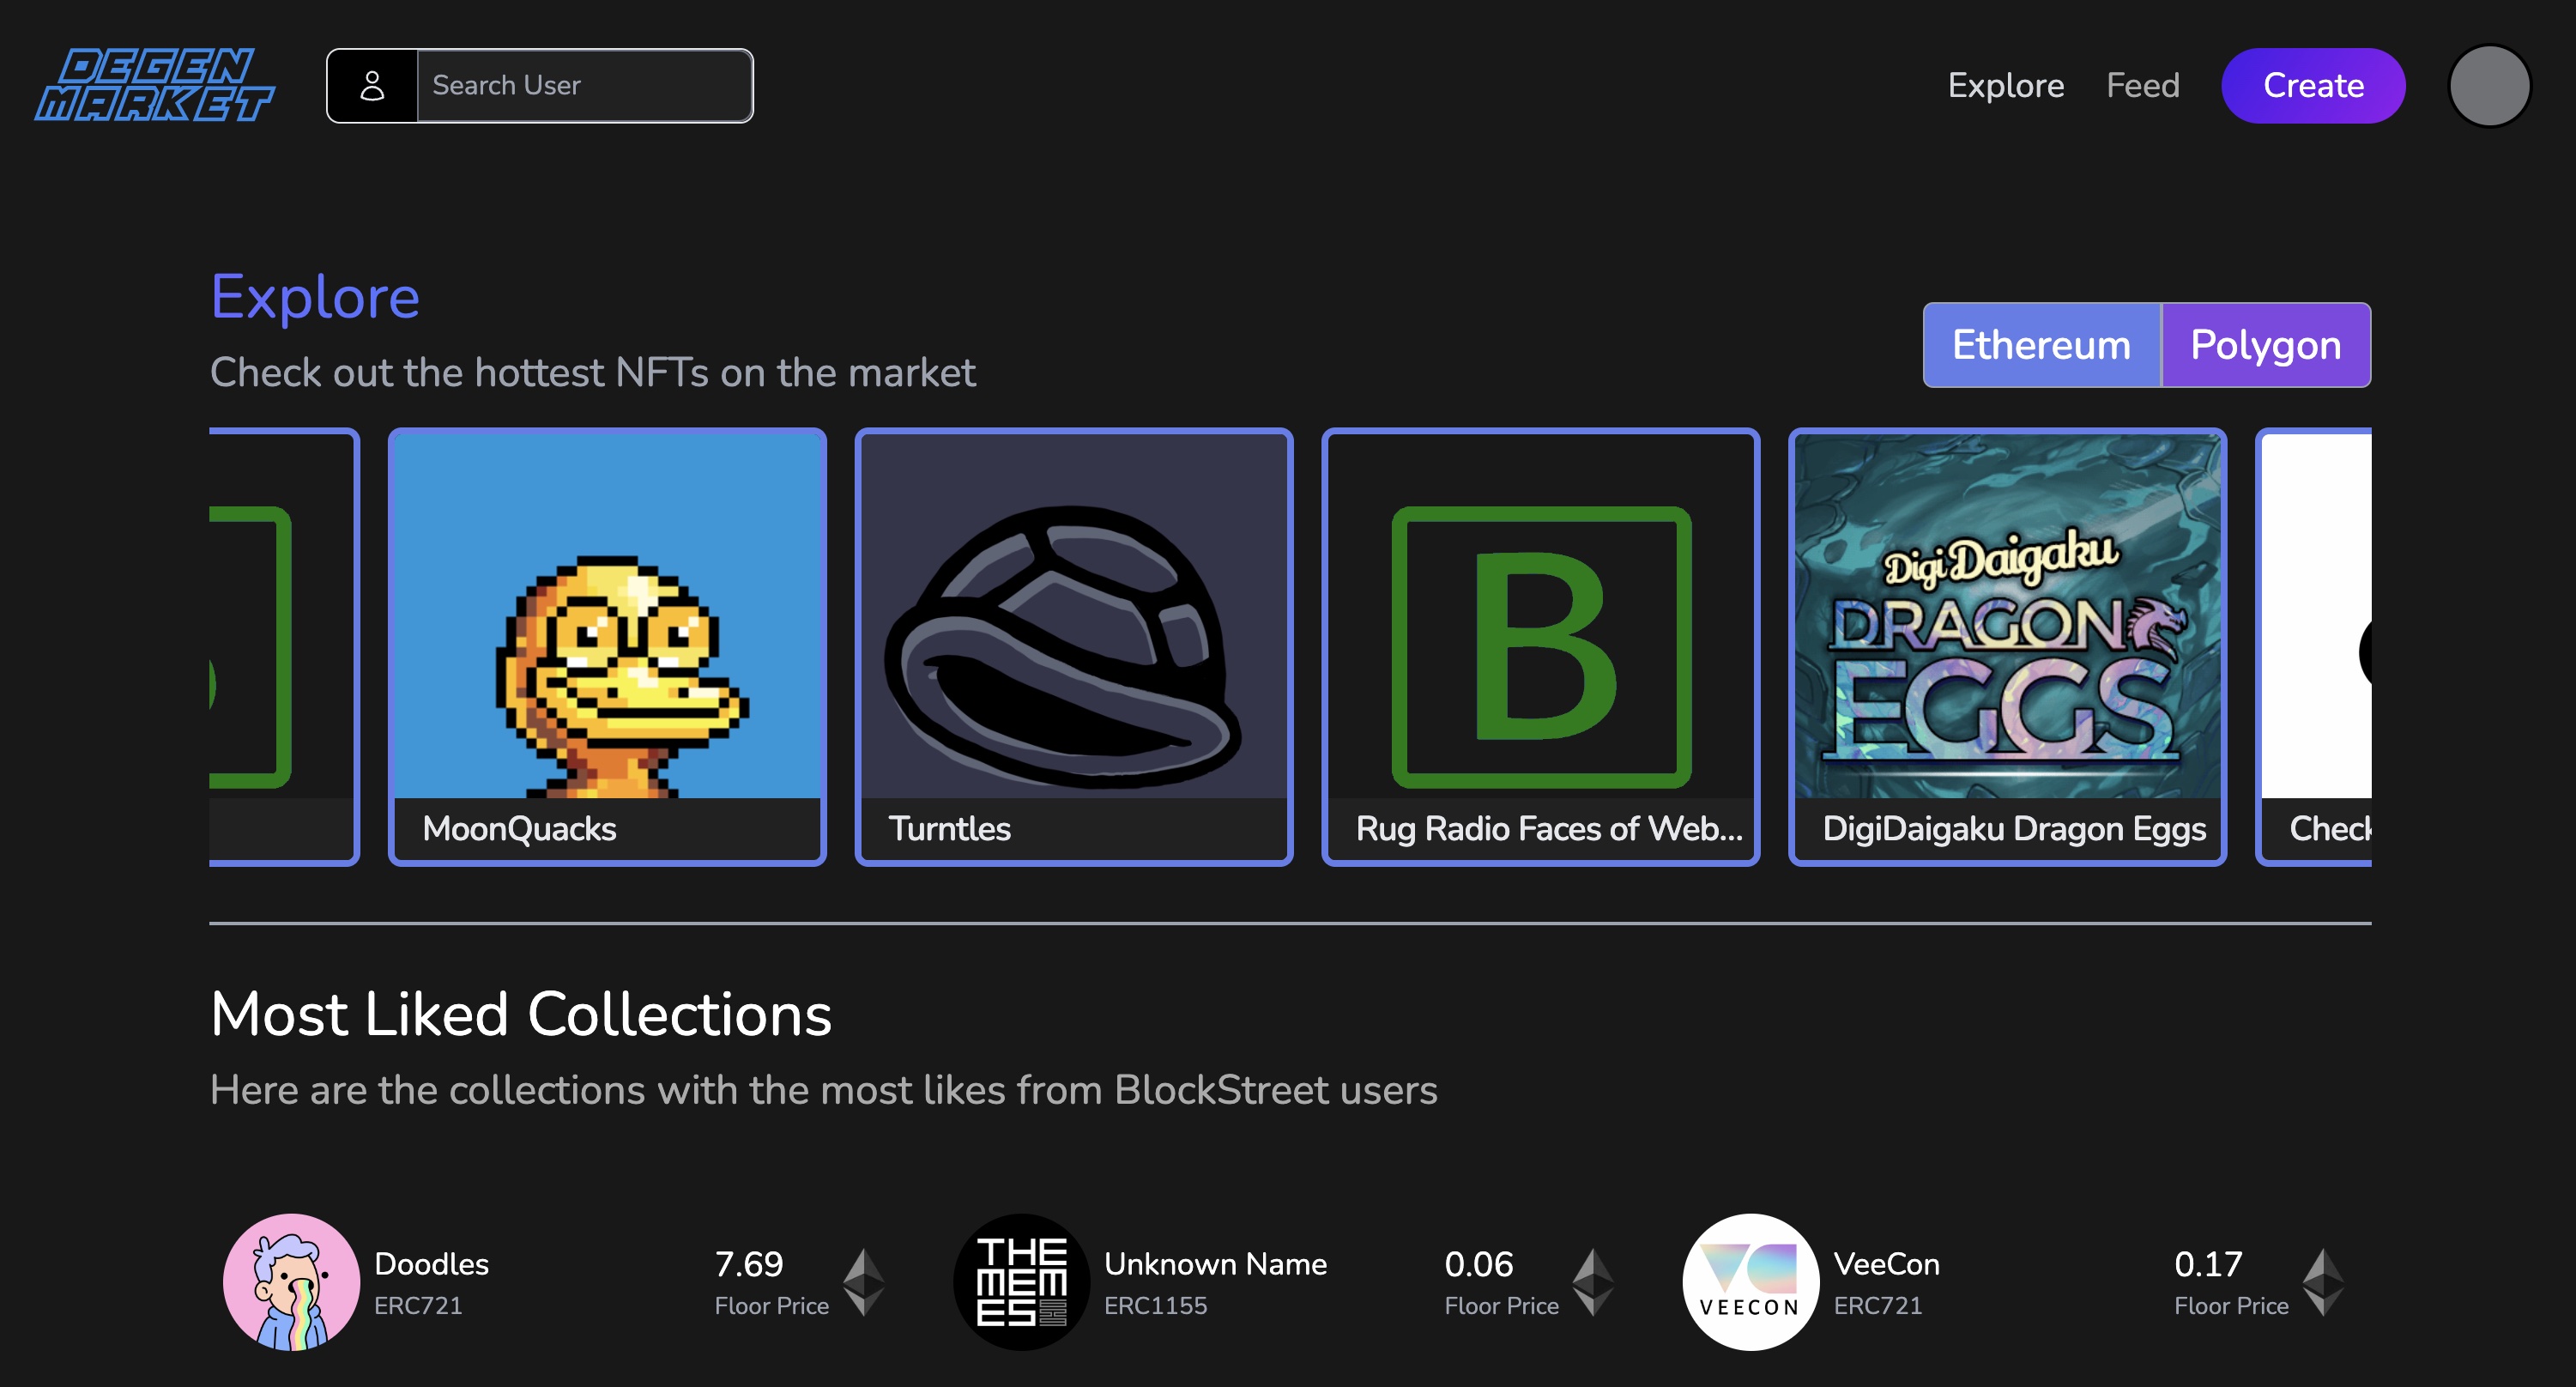 DEGEN
MARKET
Search User
Explore
Feed
Create
Explore
Check out the hottest NFTs on the market
Ethereum
Polygon
B
DigiDaigaku
DRAGON
EGGS
MoonQuacks
Turntles
Rug Radio Faces of Web...
DigiDaigaku Dragon Eggs
Check
Most Liked Collections
Here are the collections with the most likes from BlockStreet users
Doodles
ERC721
7.69
Floor Price
THE
MEM
ES
Unknown Name
ERC1155
0.06
Floor Price
VEECON
VeeCon
ERC721
0.17
Floor Price